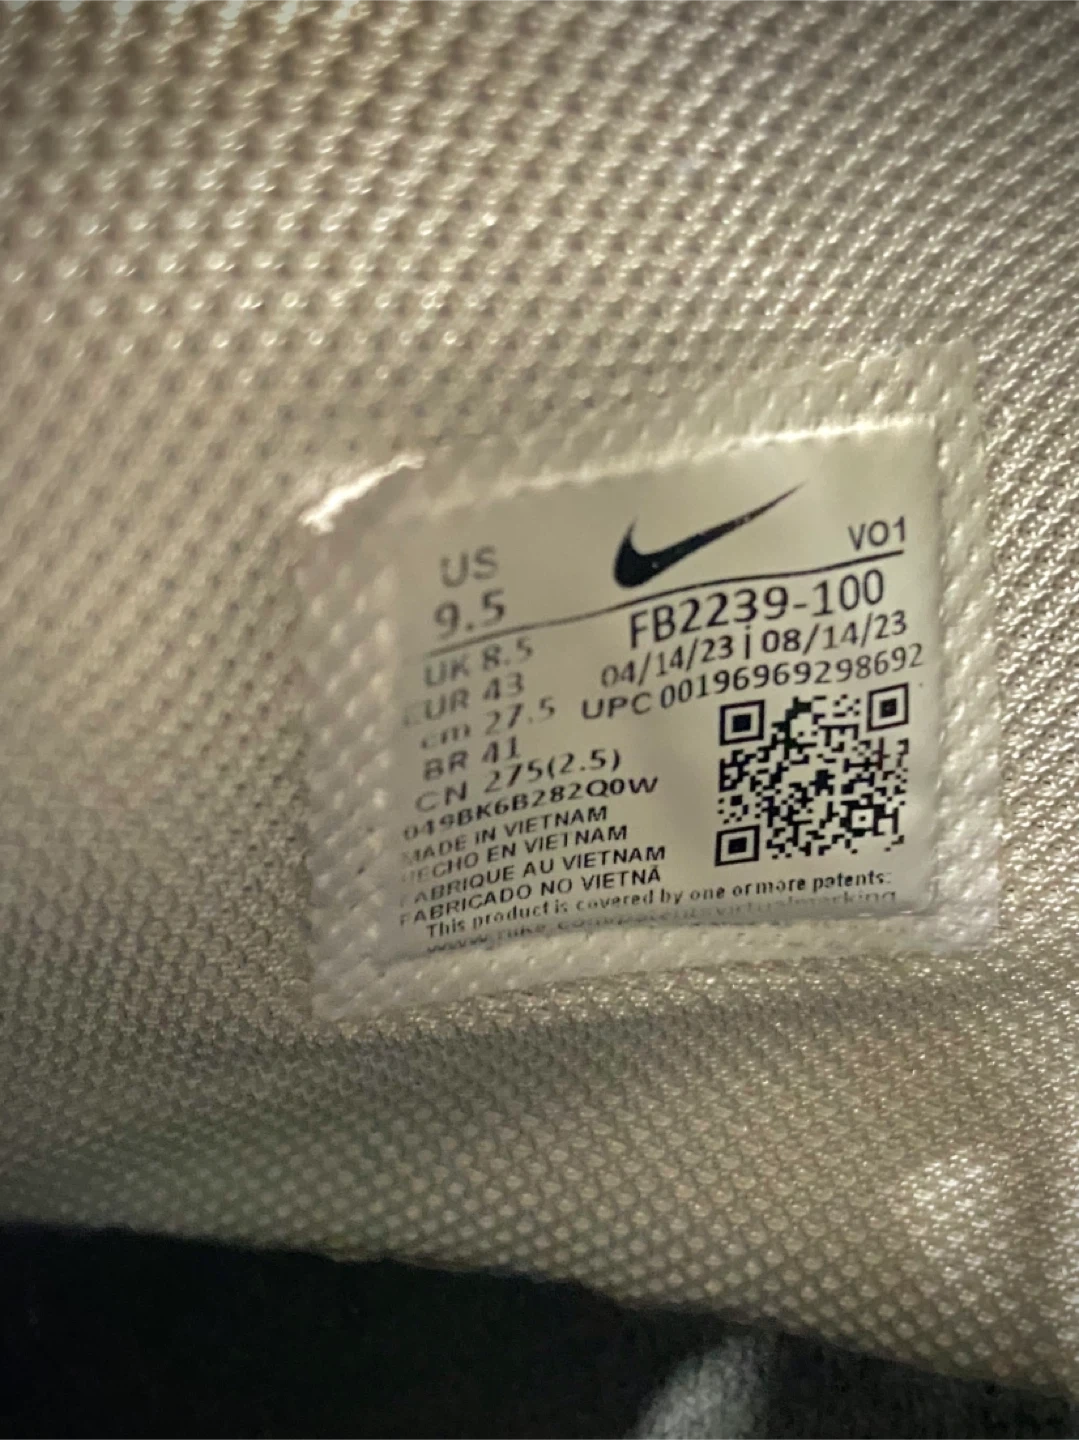 US
9.5
UK 8.5
EUR 43
cm 27.5
BR 41
CN 275(2.5)
049BK6B282Q0W
MADE IN VIETNAM
HECHO EN VIETNAM
FABRIQUE AU VIETNAM
FABRICADO NO VIETNÃ
VO1
FB2239-100
04/14/23 | 08/14/23
UPC 00196969298692
This product is covered by one or more patents: